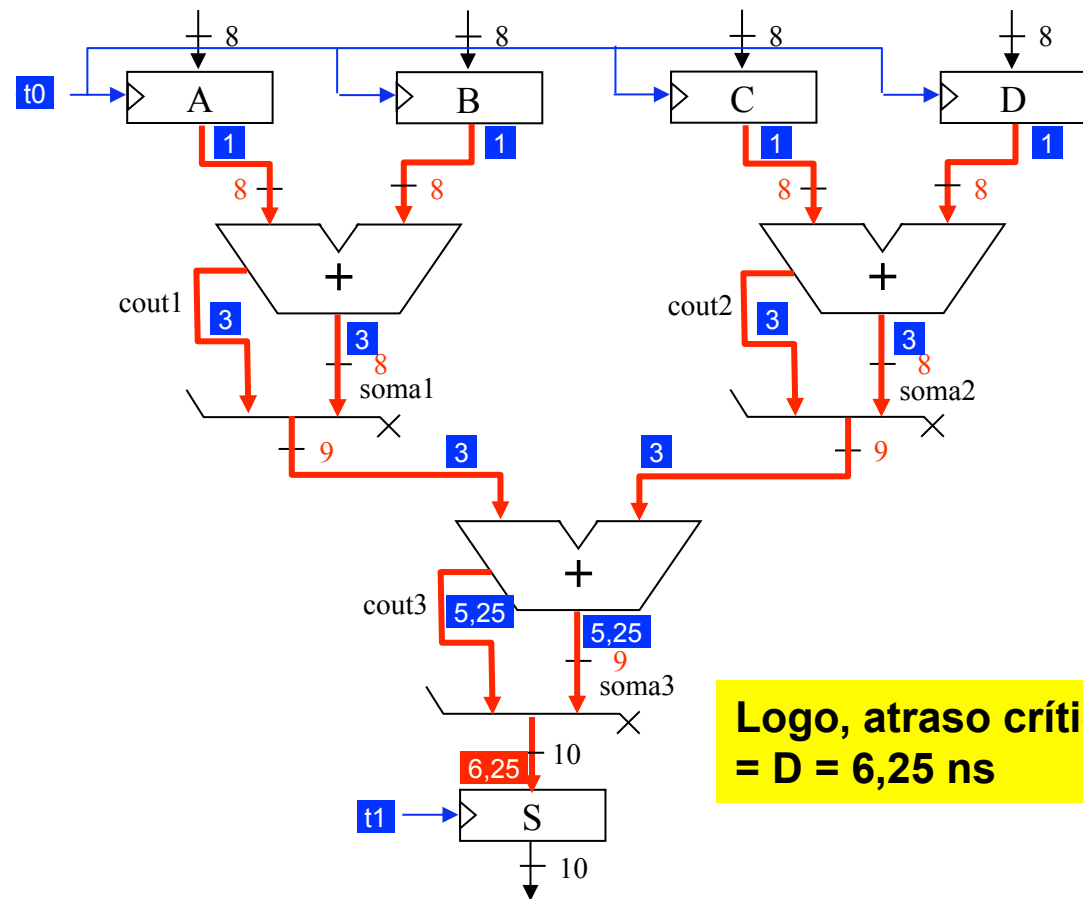 8 8 8 8
t0
A B C D
1 1 1 1
8 8 8 8
+ +
cout1 3 3 cout2 3 3
8 8
soma1 soma2
9 3 3 9
+
cout3 5,25 5,25
9
soma3
Logo, atraso
= D = 6,25 ns
6,25 10
t1 S
10